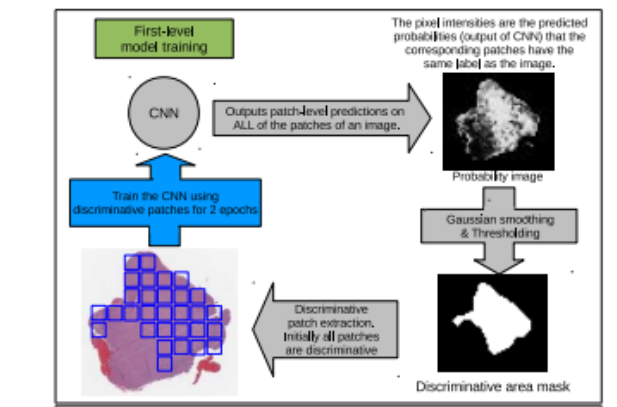 First-level
model training
The pixel intensities are the predicted
probabilities (output of CNN) that the
corresponding patches have the
same label as the image.
CNN
Outputs patch-level predictions on
ALL of the patches of an image.
Probability image
Train the CNN using
discriminative patches for 2 epochs
Gaussian smoothing
& Thresholding
Discriminative
patch extraction.
Initially all patches
are discriminative
Discriminative area mask